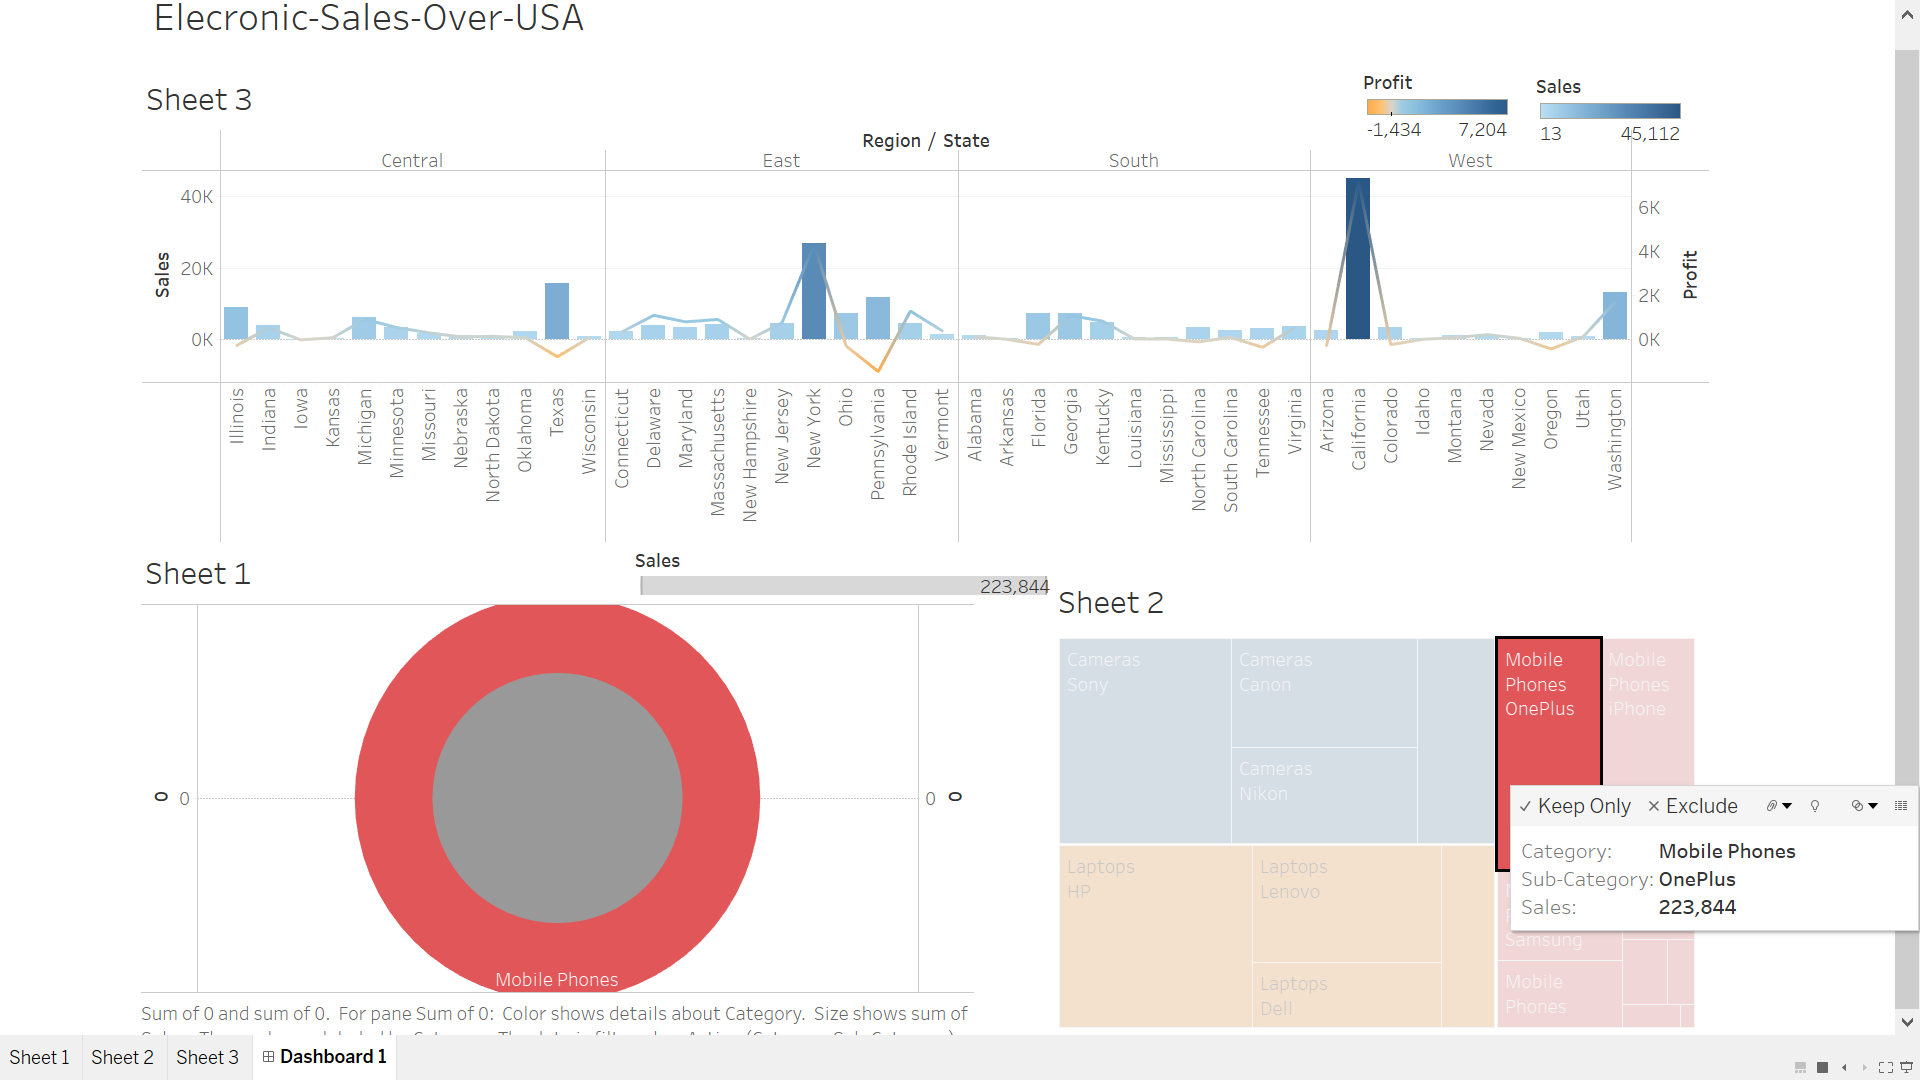 Elecronic-Sales-Over-USA
Sheet 3
Profit
-1,434 7,204
Sales
13 45,112
Region / State
Central East South West
Sales
40K
20K
0K
Profit
6K
4K
2K
0K
Illinois
Indiana
Iowa
Kansas
Michigan
Minnesota
Missouri
Nebraska
North Dakota
Oklahoma
Texas
Wisconsin
Connecticut
Delaware
Maryland
Massachusetts
New Hampshire
New Jersey
New York
Ohio
Pennsylvania
Rhode Island
Vermont
Alabama
Arkansas
Florida
Georgia
Kentucky
Louisiana
Mississippi
North Carolina
South Carolina
Tennessee
Virginia
Arizona
California
Colorado
Idaho
Montana
Nevada
New Mexico
Oregon
Utah
Washington
Sheet 1
Sales
223,844
0 0
0 0
Mobile Phones
Sum of 0 and sum of 0. For pane Sum of 0: Color shows details about Category. Size shows sum of
Sheet 2
Cameras
Sony
Cameras
Canon
Cameras
Nikon
Mobile
Phones
OnePlus
Mobile
Phones
iPhone
Laptops
HP
Laptops
Lenovo
Laptops
Dell
Samsung
Mobile
Phones
Keep Only Exclude
Category: Mobile Phones
Sub-Category: OnePlus
Sales: 223,844
Sheet 1 Sheet 2 Sheet 3 Dashboard 1